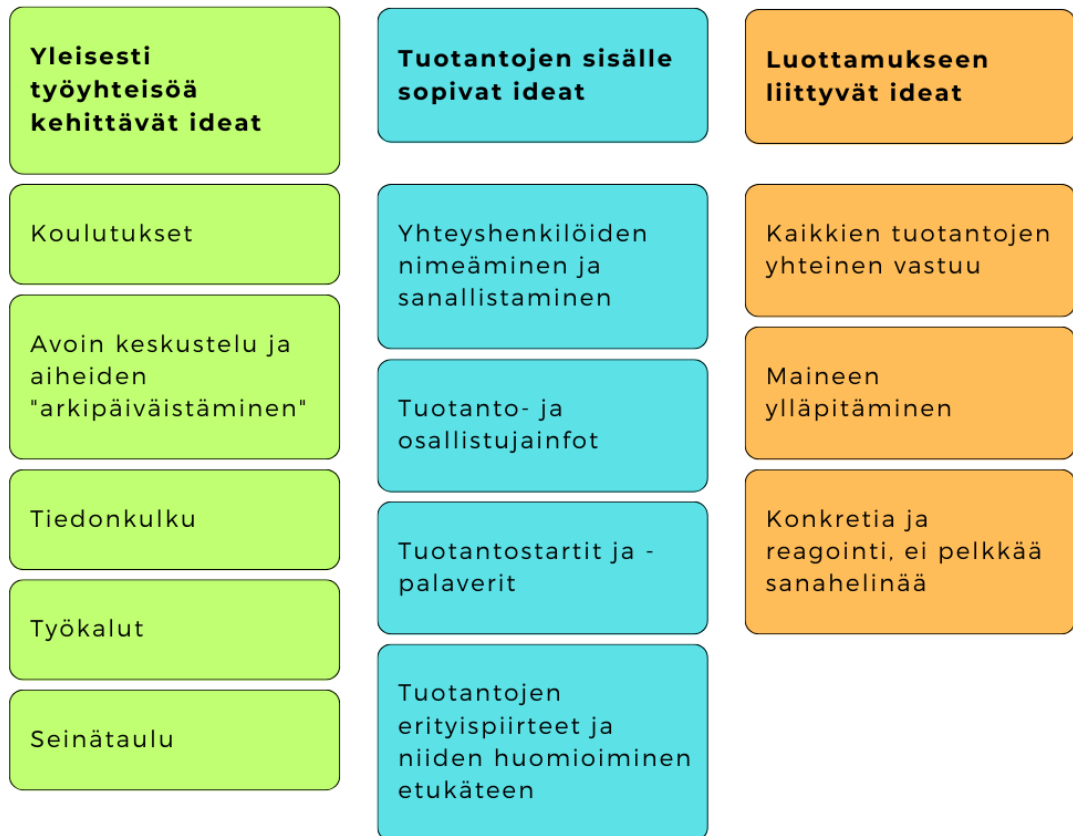 Yleisesti
työyhteisöä
kehittävät ideat
Koulutukset
Avoin keskustelu ja
aiheiden
"arkipäiväistäminen"
Tiedonkulku
Työkalut
Seinätaulu
Tuotantojen sisälle
sopivat ideat
Yhteyshenkilöiden
nimeäminen ja
sanallistaminen
Tuotanto- ja
osallistujainfot
Tuotantostartit ja -
palaverit
Tuotantojen
erityispiirteet ja
niiden huomioiminen
etukäteen
Luottamukseen
liittyvät ideat
Kaikkien tuotantojen
yhteinen vastuu
Maineen
ylläpitäminen
Konkretia ja
reagointi, ei pelkkää
sanahelinää